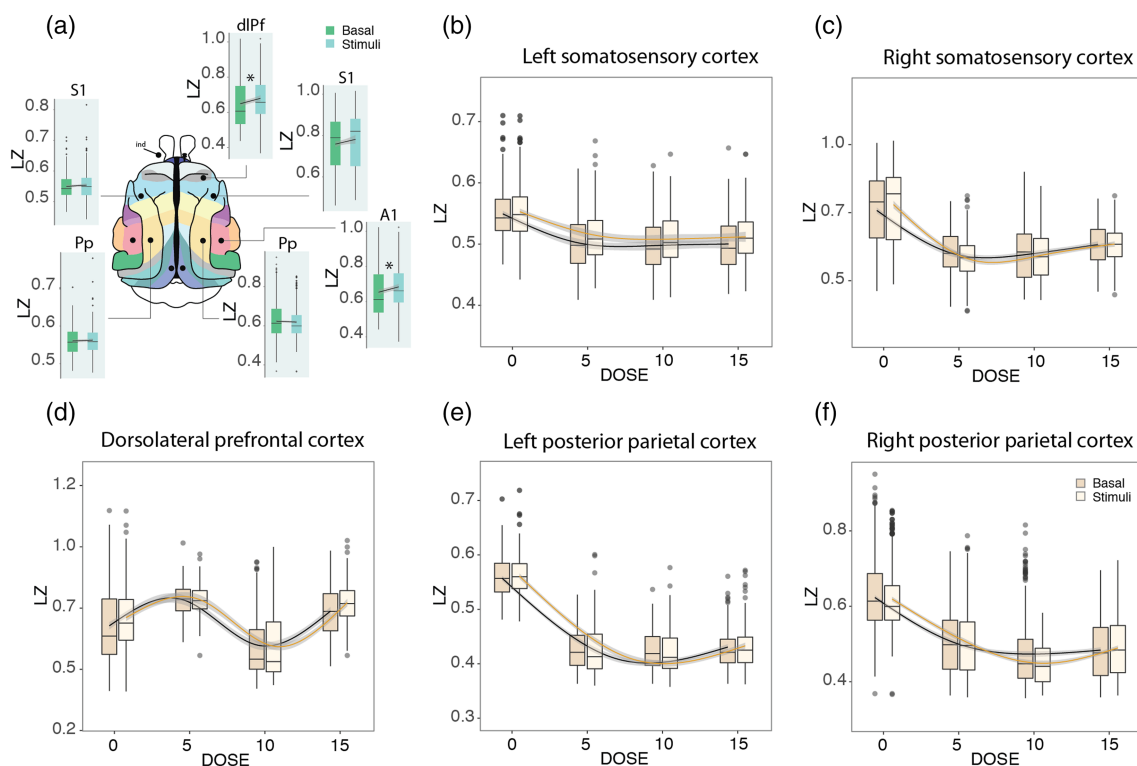 (a)
dlPf
Basal
Stimuli
1.0
0.8
0.6
0.4
LZ
*
S1
0.8
0.7
0.6
0.5
LZ
S1
1.0
0.8
0.6
LZ
ind
Pp
0.7
0.6
0.5
LZ
Pp
0.8
0.6
0.4
LZ
A1
1.0
0.8
0.6
0.4
LZ
*
(b)
Left somatosensory cortex
0.7
0.6
0.5
0.4
LZ
0 5 10 15
DOSE
(c)
Right somatosensory cortex
1.0
0.7
0.5
LZ
0 5 10 15
DOSE
(d)
Dorsolateral prefrontal cortex
1.2
1.0
0.7
0.5
0.2
LZ
0 5 10 15
DOSE
(e)
Left posterior parietal cortex
0.7
0.6
0.5
0.4
0.3
LZ
0 5 10 15
DOSE
(f)
Right posterior parietal cortex
Basal
Stimuli
0.8
0.6
0.4
LZ
0 5 10 15
DOSE